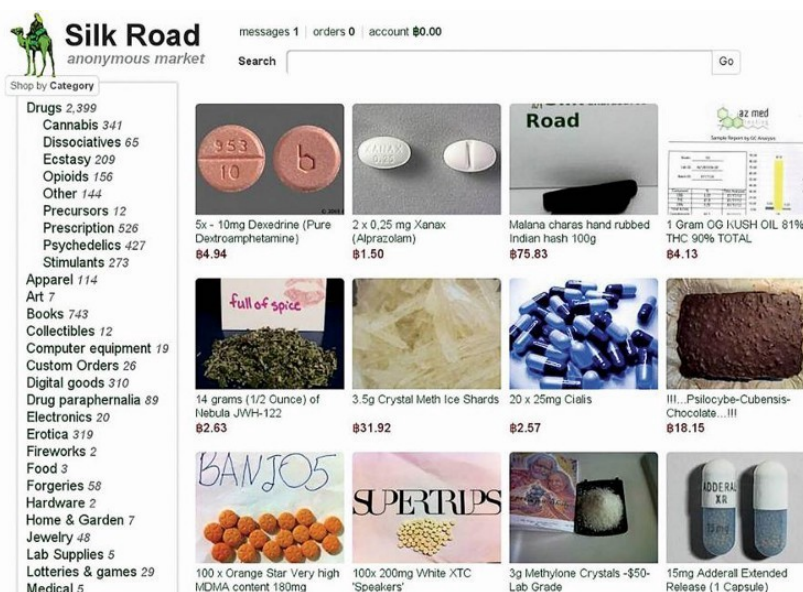 Silk Road
anonymous market
messages 1 | orders 0 | account ฿0.00
Search
Go
Shop by Category
Drugs 2,399
Cannabis 341
Dissociatives 65
Ecstasy 209
Opioids 156
Other 144
Precursors 12
Prescription 526
Psychedelics 427
Stimulants 273
Apparel 114
Art 7
Books 743
Collectibles 12
Computer equipment 19
Custom Orders 26
Digital goods 310
Drug paraphernalia 89
Electronics 20
Erotica 319
Fireworks 2
Food 3
Forgeries 58
Hardware 2
Home & Garden 7
Jewelry 48
Lab Supplies 5
Lotteries & games 29
Medical 5
953
10
b
5x - 10mg Dexedrine (Pure
Dextroamphetamine)
฿4.94
XANAX
2 x 0,25 mg Xanax
(Alprazolam)
฿1.50
Road
Malana charas hand rubbed
Indian hash 100g
฿75.83
az med
Sample Report by GC Analysis
1 Gram OG KUSH OIL 81%
THC 90% TOTAL
฿4.13
full of spice
14 grams (1/2 Ounce) of
Nebula JWH-122
฿2.63
3.5g Crystal Meth Ice Shards
฿31.92
20 x 25mg Cialis
฿2.57
!!!...Psilocybe-Cubensis-
Chocolate...!!!
฿18.15
BANJO5
100 x Orange Star Very high
MDMA content 180mg
SUPERTRIPS
100x 200mg White XTC
'Speakers'
3g Methylone Crystals -$50-
Lab Grade
ADDERAL
XR
15mg
15mg Adderall Extended
Release (1 Capsule)